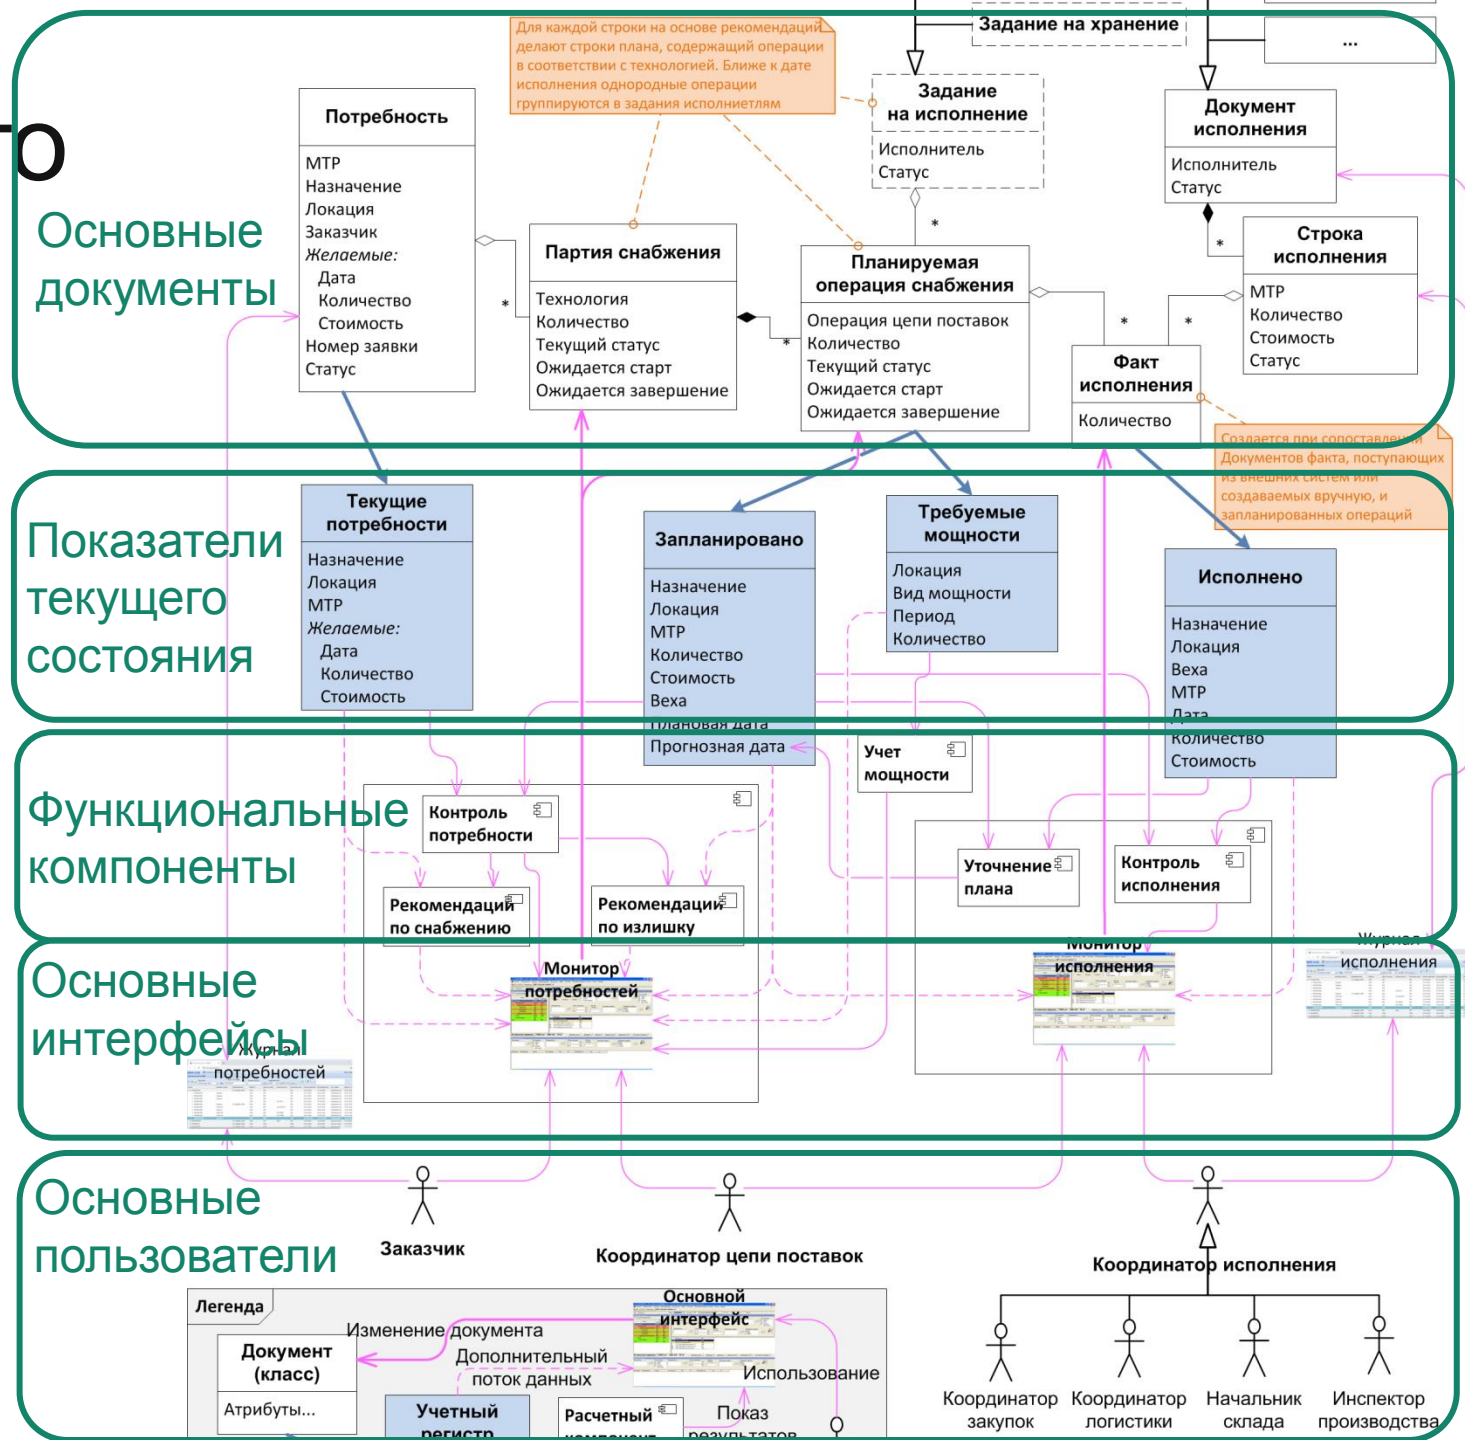 Для каждой строки на основе рекомендаций
делают строки плана, содержащий операции
в соответствии с технологией. Ближе к дате
исполнения однородные операции
группируются в задания исполниетлям
Задание на хранение
...
Задание
на исполнение
Исполнитель
Статус
Документ
исполнения
Исполнитель
Статус
то
Основные
документы
Потребность
МТР
Назначение
Локация
Заказчик
Желаемые:
Дата
Количество
Стоимость
Номер заявки
Статус
*
Партия снабжения
Технология
Количество
Текущий статус
Ожидается старт
Ожидается завершение
*
*
Планируемая
операция снабжения
Операция цепи поставок
Количество
Текущий статус
Ожидается старт
Ожидается завершение
*
*
*
Строка
исполнения
МТР
Количество
Стоимость
Статус
Факт
исполнения
Количество
Создается при сопоставлении
Документов факта, поступающих
из внешних систем или
создаваемых вручную, и
запланированных операций
Показатели
текущего
состояния
Текущие
потребности
Назначение
Локация
МТР
Желаемые:
Дата
Количество
Стоимость
Запланировано
Назначение
Локация
МТР
Количество
Стоимость
Веха
Плановая дата
Прогнозная дата
Требуемые
мощности
Локация
Вид мощности
Период
Количество
Исполнено
Назначение
Локация
Веха
МТР
Дата
Количество
Стоимость
Функциональные
компоненты
Учет
мощности
Контроль
потребности
Рекомендации
по снабжению
Рекомендации
по излишку
Уточнение
плана
Контроль
исполнения
Основные
интерфейсы
Монитор
потребностей
Монитор
исполнения
Журнал
исполнения
Журнал
потребностей
Основные
пользователи
Заказчик
Координатор цепи поставок
Координатор исполнения
Координатор
закупок
Координатор
логистики
Начальник
склада
Инспектор
производства
Легенда
Документ
(класс)
Атрибуты...
Изменение документа
Основной
интерфейс
Дополнительный
поток данных
Использование
Учетный
регистр
Расчетный
компонент
Показ
результатов